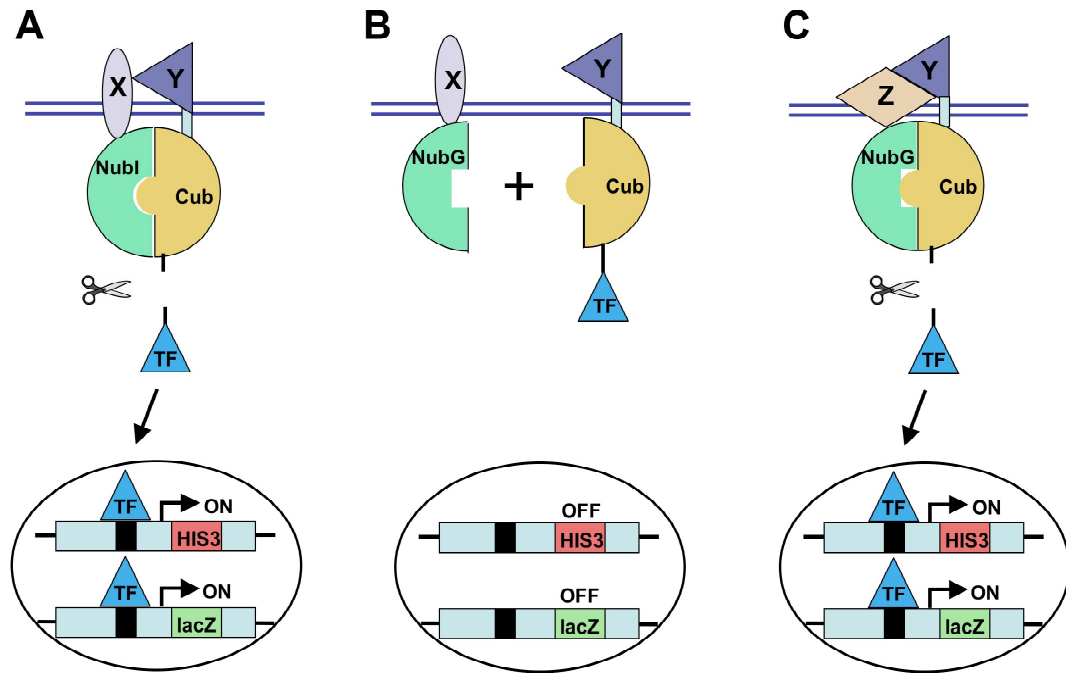 A
X
Y
NubI
Cub
TF
TF
ON
HIS3
TF
ON
lacZ
B
X
Y
NubG
+
Cub
TF
OFF
HIS3
OFF
lacZ
C
Z
Y
NubG
Cub
TF
TF
ON
HIS3
TF
ON
lacZ